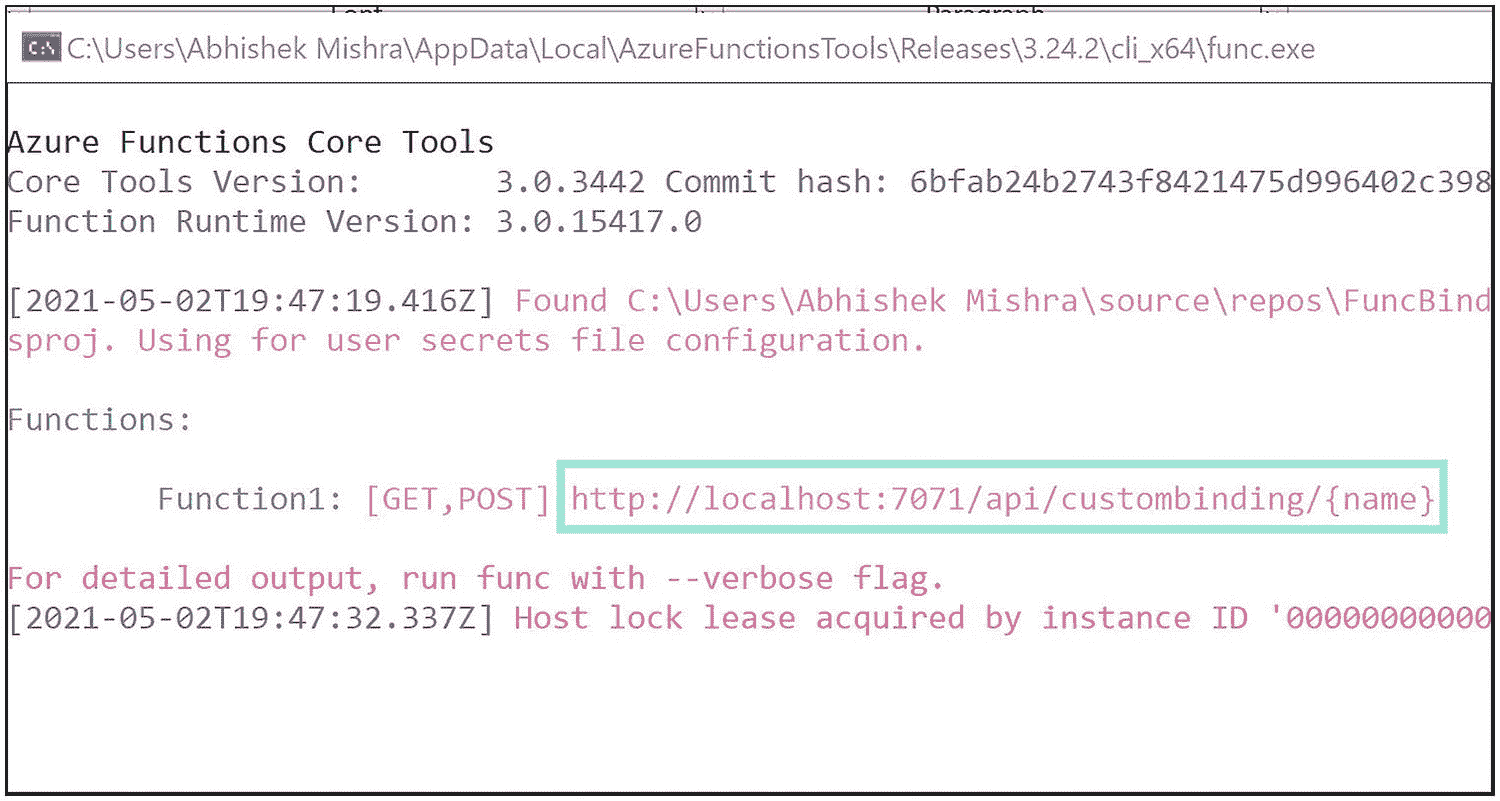 C:\Users\Abhishek Mishra\AppData\Local\AzureFunctionsTools\Releases\3.24.2\cli_x64\func.exe
Azure Functions Core Tools
Core Tools Version:       3.0.3442 Commit hash: 6bfab24b2743f8421475d996402c398
Function Runtime Version: 3.0.15417.0
[2021-05-02T19:47:19.416Z] Found C:\Users\Abhishek Mishra\source\repos\FuncBind
sproj. Using for user secrets file configuration.
Functions:
Function1: [GET,POST] http://localhost:7071/api/custombinding/{name}
For detailed output, run func with --verbose flag.
[2021-05-02T19:47:32.337Z] Host lock lease acquired by instance ID '00000000000